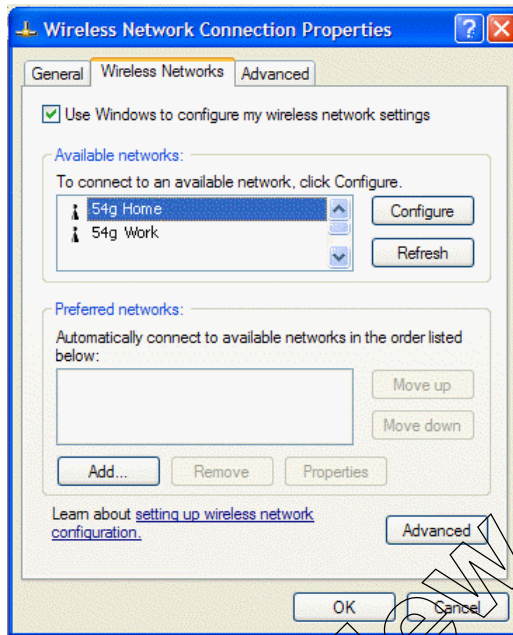 Wireless Network Connection Properties
General Wireless Networks Advanced
Use Windows to configure my wireless network settings
Available networks:
To connect to an available network, click Configure.
54g Home
54g Work
Configure
Refresh
Preferred networks:
Automatically connect to available networks in the order listed
below:
Move up
Move down
Add... Remove Properties
Learn about setting up wireless network
configuration.
Advanced
OK Cancel